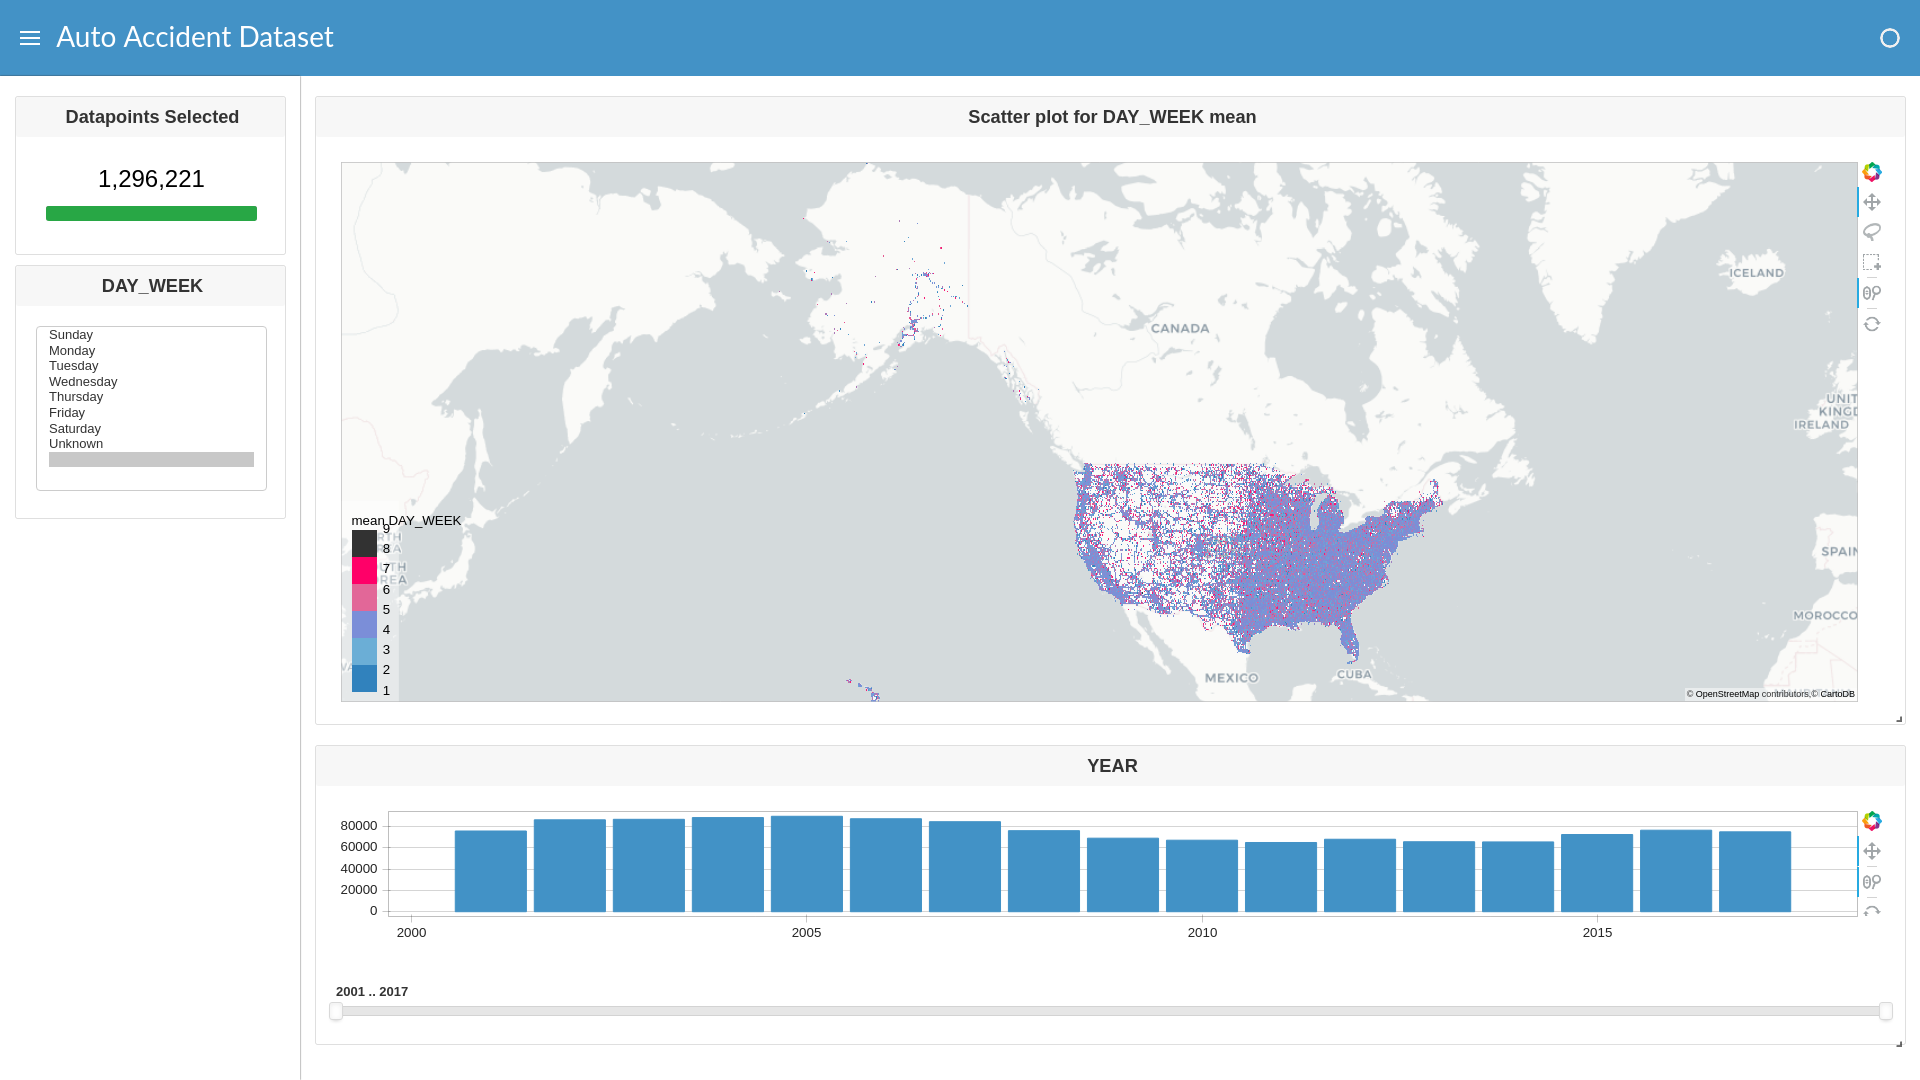 Auto Accident Dataset
Datapoints Selected
1,296,221
DAY_WEEK
Sunday
Monday
Tuesday
Wednesday
Thursday
Friday
Saturday
Unknown
Scatter plot for DAY_WEEK mean
ICELAND
CANADA
UNIT
KINGD
IRELAND
SPAIN
MOROCCO
MEXICO
CUBA
mean DAY_WEEK
9
8
7
6
5
4
3
2
1
© OpenStreetMap contributors,© CartoDB
YEAR
80000
60000
40000
20000
0
2000
2005
2010
2015
2001 .. 2017